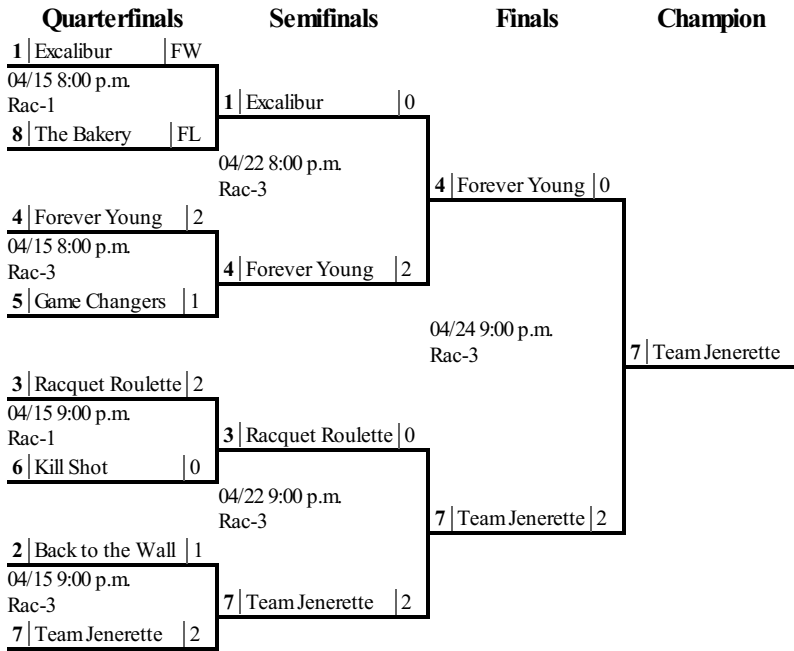 Quarterfinals Semifinals Finals Champion
1 Excalibur FW
04/15 8:00 p.m.
Rac-1
8 The Bakery FL
1 Excalibur 0
04/22 8:00 p.m.
Rac-3
4 Forever Young 2
04/15 8:00 p.m.
Rac-3
5 Game Changers 1
4 Forever Young 2
4 Forever Young 0
04/24 9:00 p.m.
Rac-3
7 Team Jenerette
3 Racquet Roulette 2
04/15 9:00 p.m.
Rac-1
6 Kill Shot 0
3 Racquet Roulette 0
04/22 9:00 p.m.
Rac-3
7 Team Jenerette 2
2 Back to the Wall 1
04/15 9:00 p.m.
Rac-3
7 Team Jenerette 2
7 Team Jenerette 2